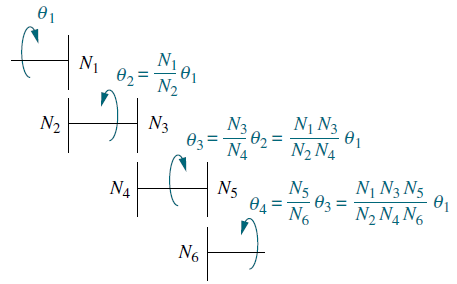 θ₁
N₁
θ₂ = N₁/N₂ θ₁
N₂ N₃
θ₃ = N₃/N₄ θ₂ = N₁ N₃/N₂ N₄ θ₁
N₄ N₅
θ₄ = N₅/N₆ θ₃ = N₁ N₃ N₅/N₂ N₄ N₆ θ₁
N₆